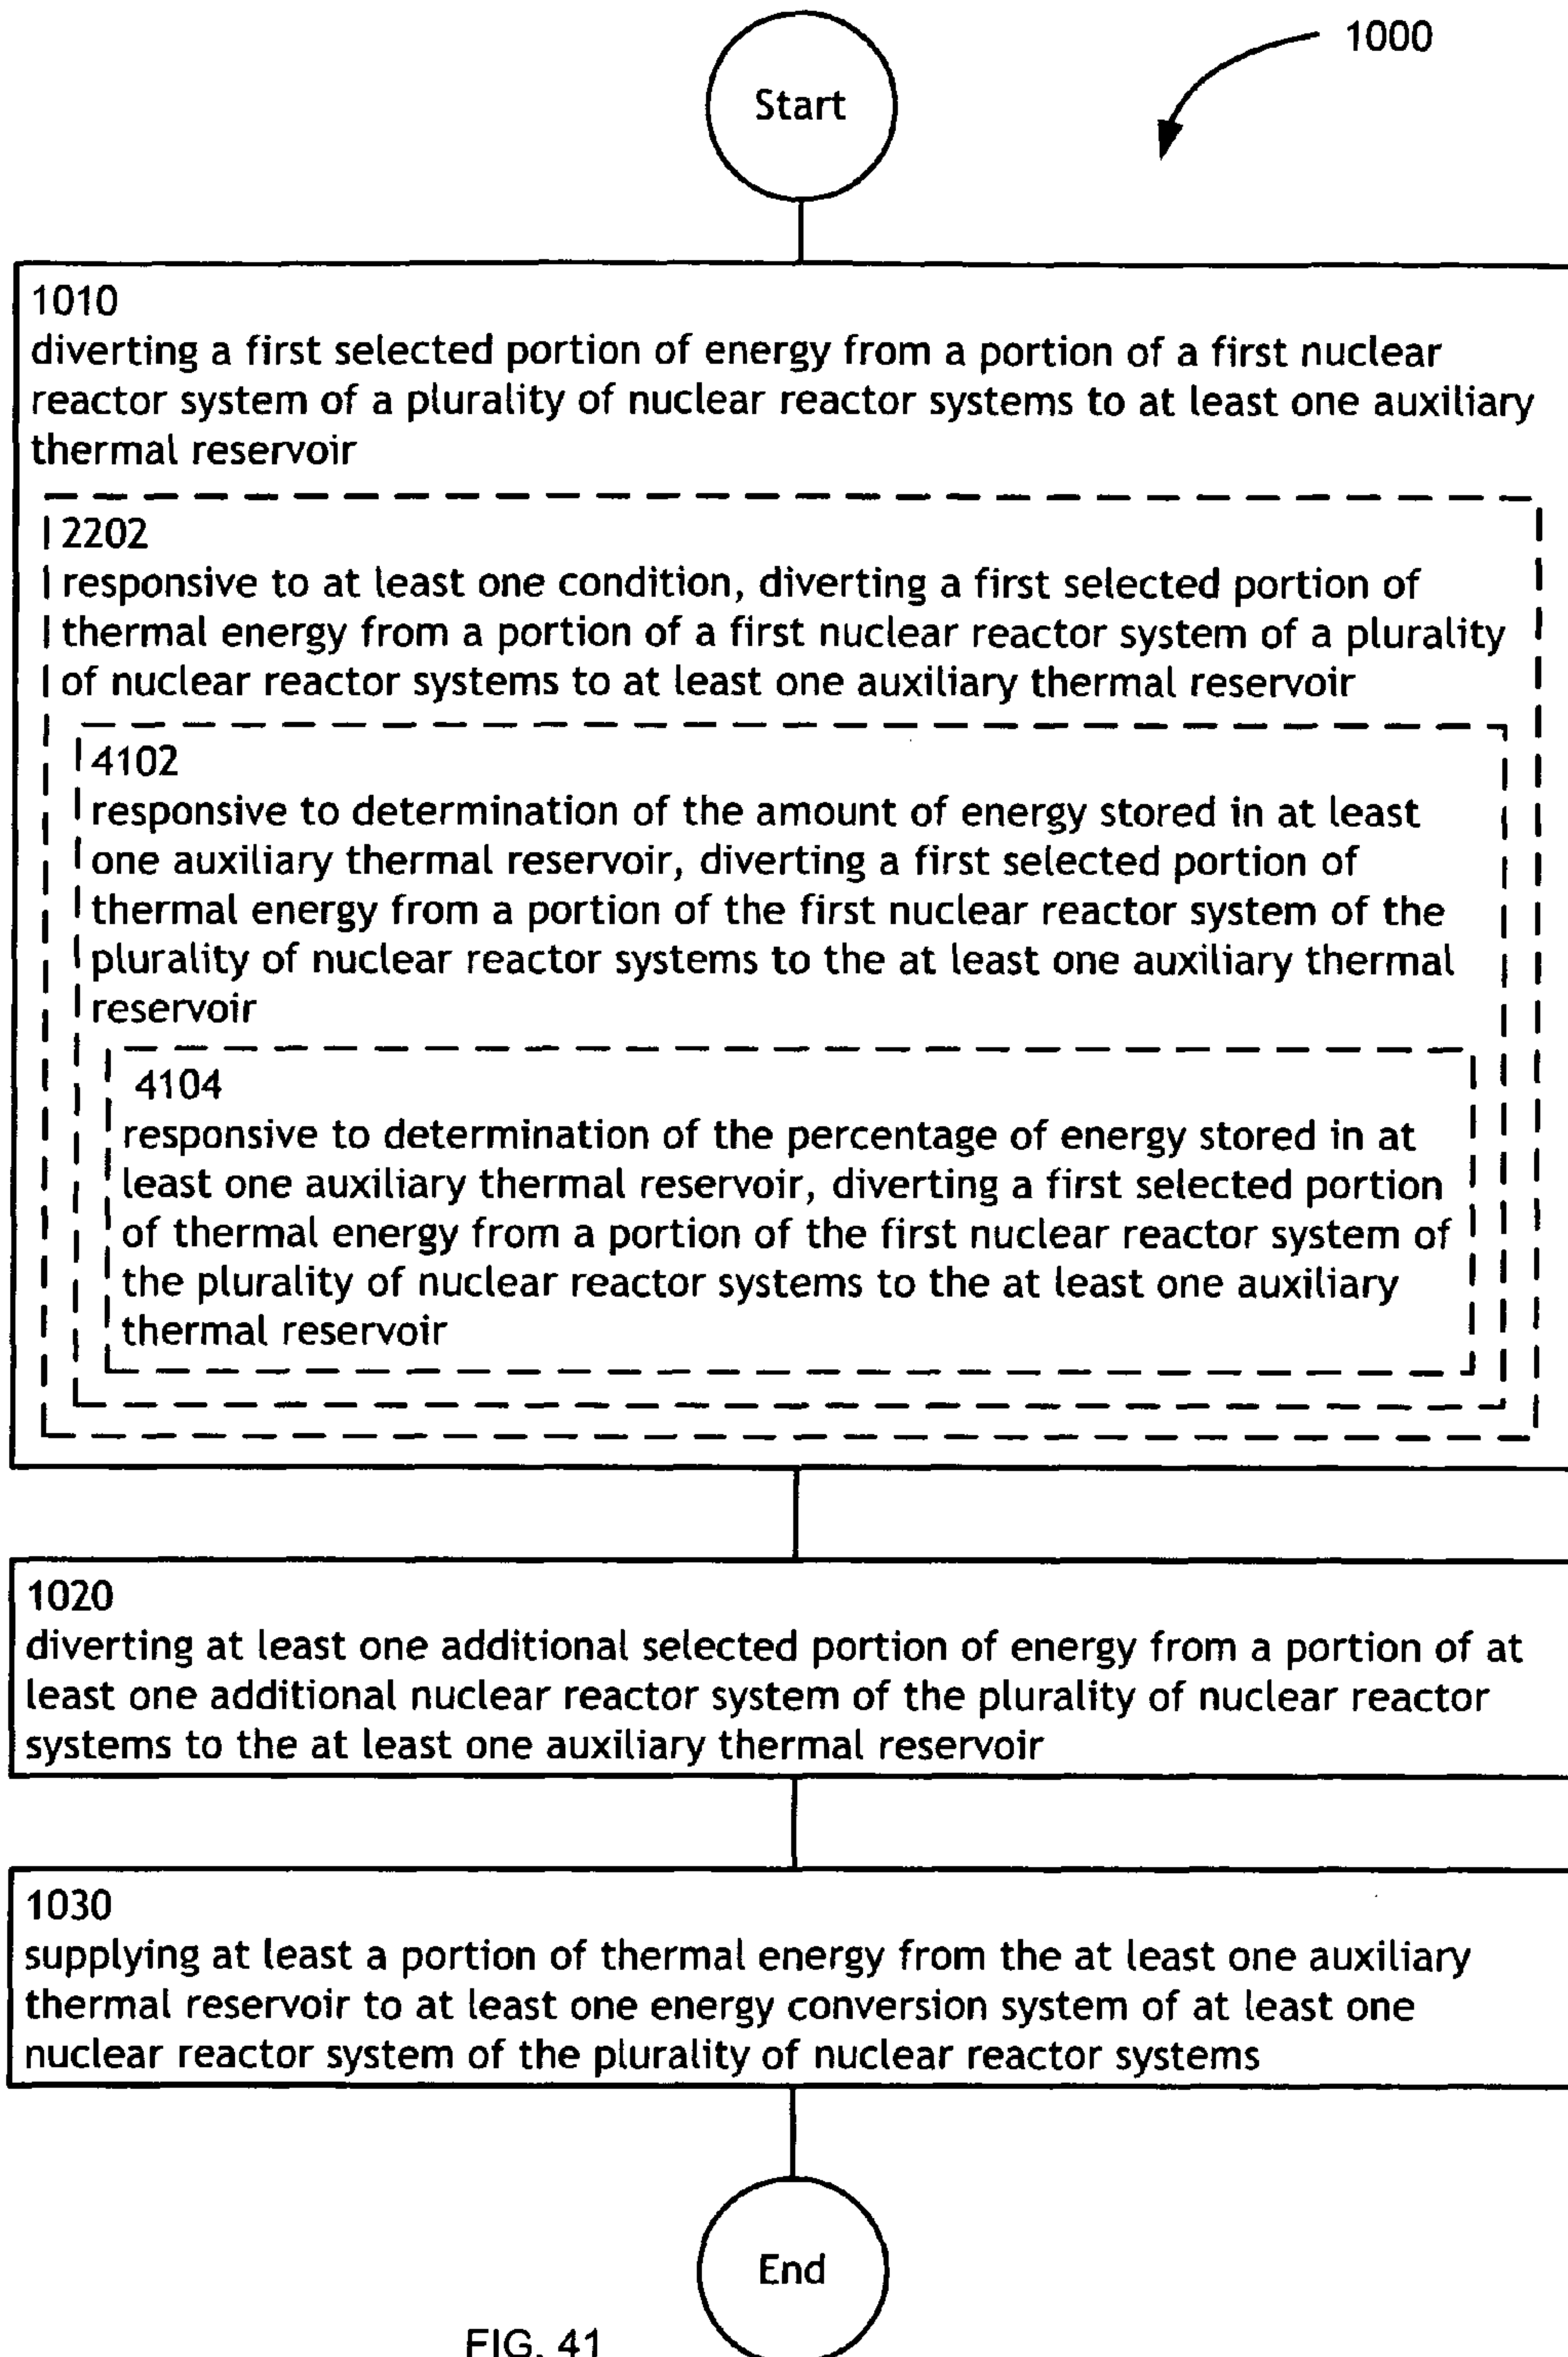 1000
Start
1010
diverting a first selected portion of energy from a portion of a first nuclear
reactor system of a plurality of nuclear reactor systems to at least one auxiliary
thermal reservoir
2202
responsive to at least one condition, diverting a first selected portion of
thermal energy from a portion of a first nuclear reactor system of a plurality
of nuclear reactor systems to at least one auxiliary thermal reservoir
4102
responsive to determination of the amount of energy stored in at least
one auxiliary thermal reservoir, diverting a first selected portion of
thermal energy from a portion of the first nuclear reactor system of the
plurality of nuclear reactor systems to the at least one auxiliary thermal
reservoir
4104
responsive to determination of the percentage of energy stored in at
least one auxiliary thermal reservoir, diverting a first selected portion
of thermal energy from a portion of the first nuclear reactor system of
the plurality of nuclear reactor systems to the at least one auxiliary
thermal reservoir
1020
diverting at least one additional selected portion of energy from a portion of at
least one additional nuclear reactor system of the plurality of nuclear reactor
systems to the at least one auxiliary thermal reservoir
1030
supplying at least a portion of thermal energy from the at least one auxiliary
thermal reservoir to at least one energy conversion system of at least one
nuclear reactor system of the plurality of nuclear reactor systems
End
FIG. 41